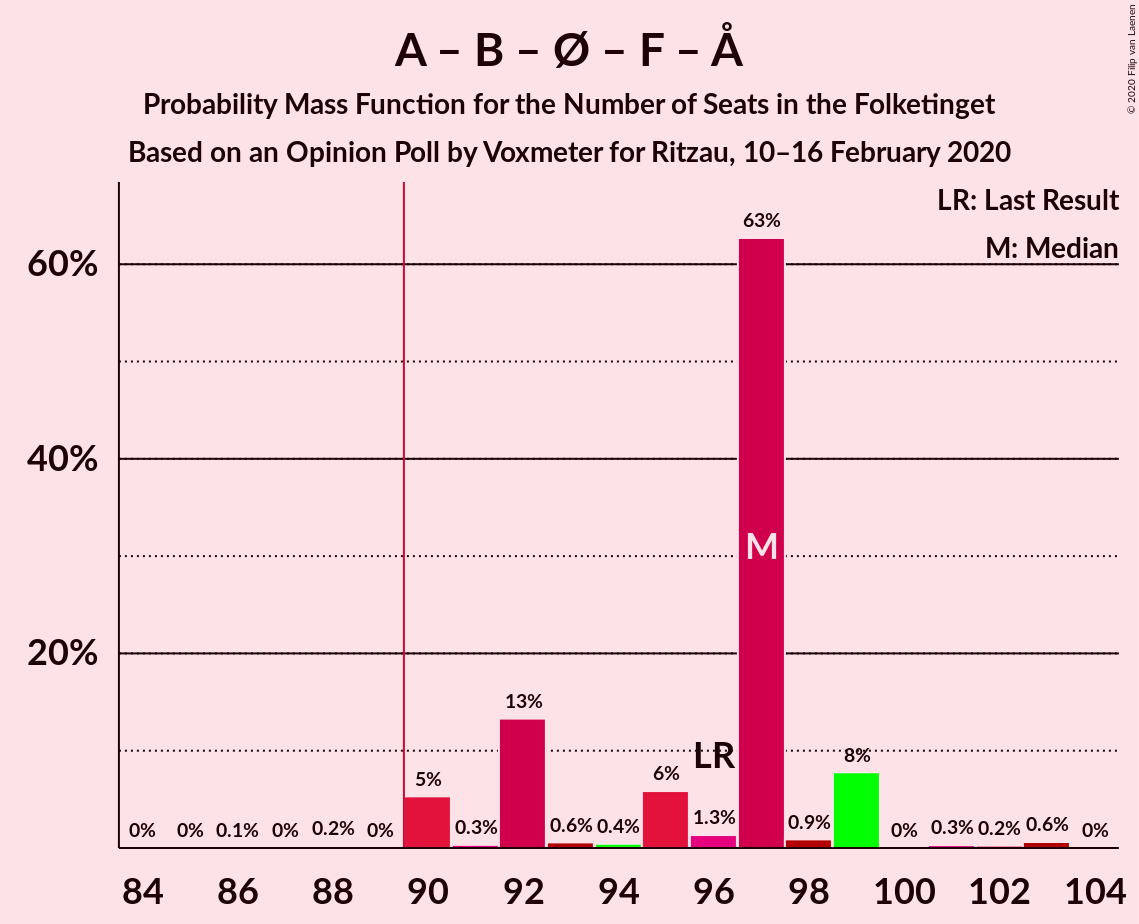 A – B – Ø – F – Å
Probability Mass Function for the Number of Seats in the Folketinget
Based on an Opinion Poll by Voxmeter for Ritzau, 10–16 February 2020
© 2020 Filip van Laenen
LR: Last Result
M: Median
60%
40%
20%
0%
0%
0.1%
0%
0.2%
0%
5%
0.3%
13%
0.6%
0.4%
6%
1.3%
LR
63%
M
0.9%
8%
0%
0.3%
0.2%
0.6%
0%
84 86 88 90 92 94 96 98 100 102 104